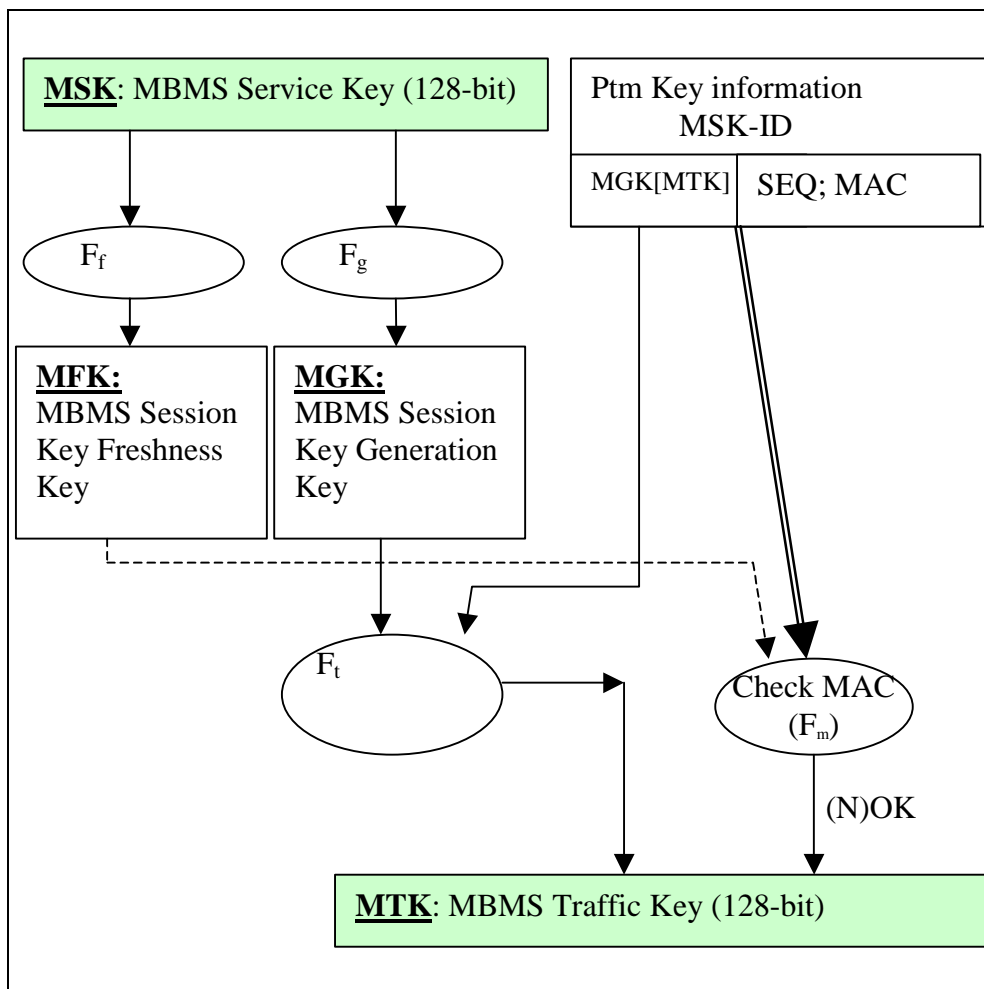 MSK: MBMS Service Key (128-bit)
Ptm Key information
MSK-ID
MGK[MTK]
SEQ; MAC
Ff
Fg
MFK:
MBMS Session
Key Freshness
Key
MGK:
MBMS Session
Key Generation
Key
Ft
Check MAC
(Fm)
(N)OK
MTK: MBMS Traffic Key (128-bit)